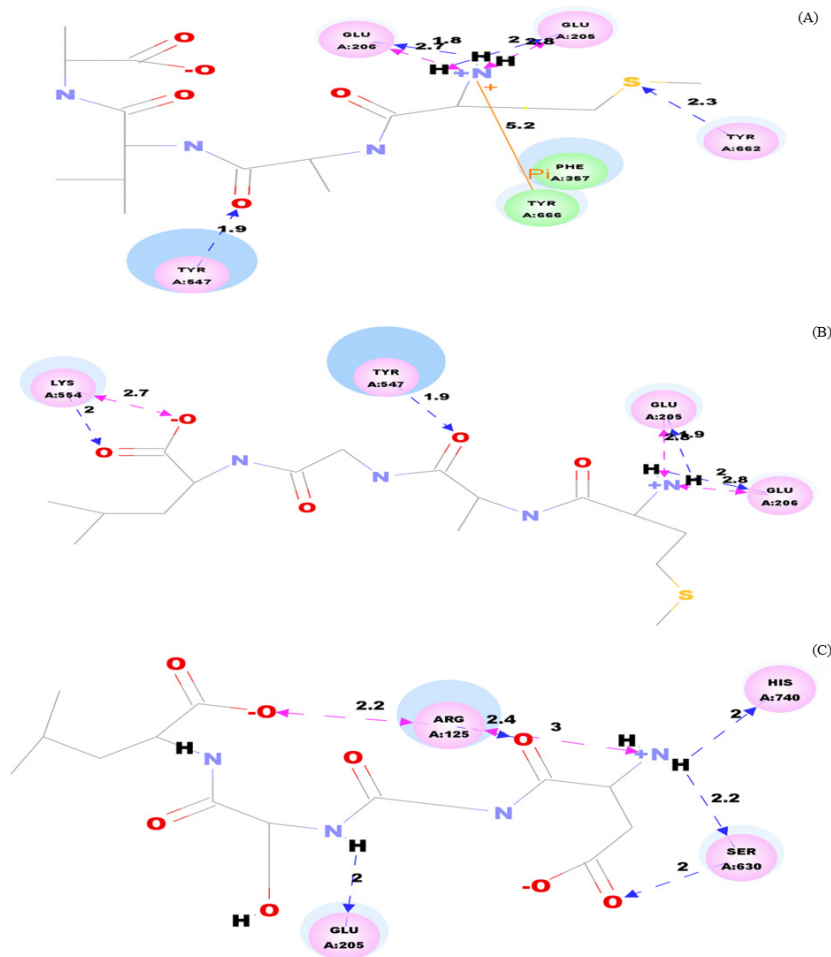 (A)
GLU
A:206
1.8
2.7
H
H
H
+N
+
2
2.8
GLU
A:205
O
-O
N
O
O
N
O
N
S
2.3
TYR
A:662
5.2
PHE
A:357
Pi
TYR
A:666
O
1.9
TYR
A:547
(B)
LYS
A:554
2.7
2
-O
O
N
O
TYR
A:547
1.9
O
N
N
O
GLU
A:205
2.8
1.9
H
H
+N
2
2.8
GLU
A:206
S
(C)
O
-O
2.2
ARG
A:125
2.4
O
3
H
+N
H
2
HIS
A:740
2.2
SER
A:630
2
H
N
O
N
H
O
N
-O
O
2
H
O
GLU
A:205